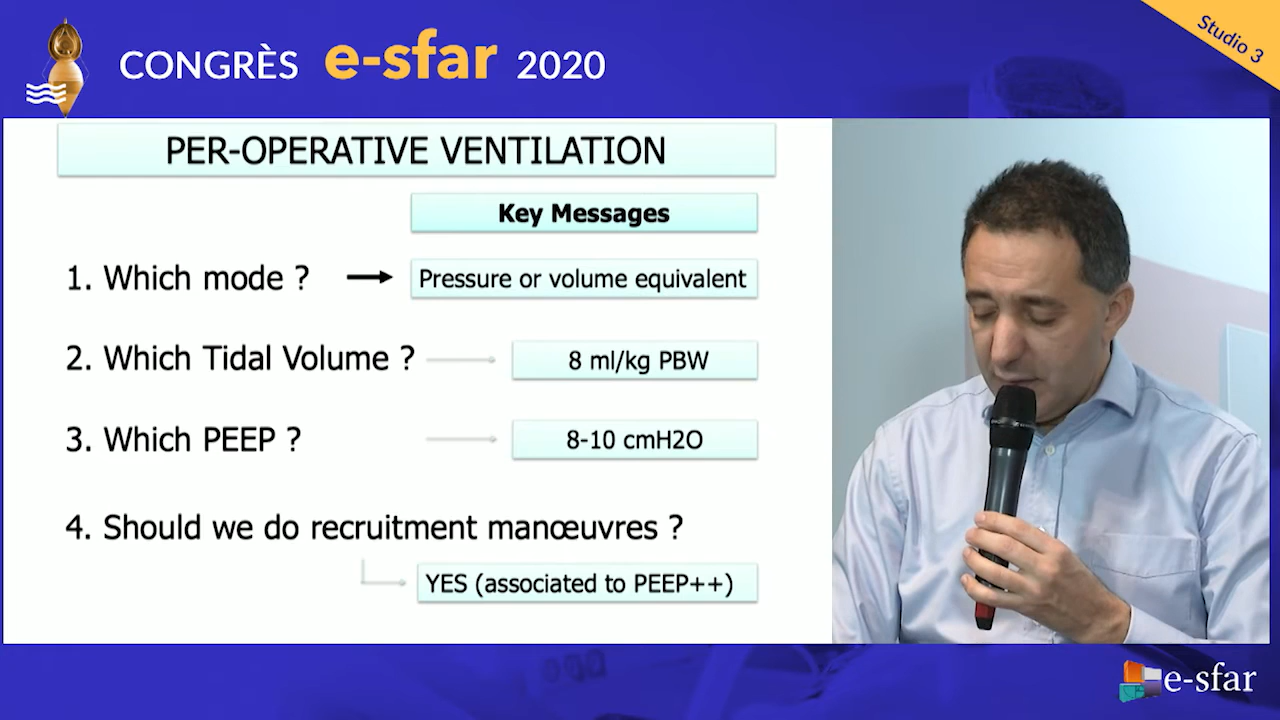 CONGRÈS e-sfar 2020
Studio 3
PER-OPERATIVE VENTILATION
Key Messages
1. Which mode ?
Pressure or volume equivalent
2. Which Tidal Volume ?
8 ml/kg PBW
3. Which PEEP ?
8-10 cmH2O
4. Should we do recruitment manœuvres ?
YES (associated to PEEP++)
e-sfar